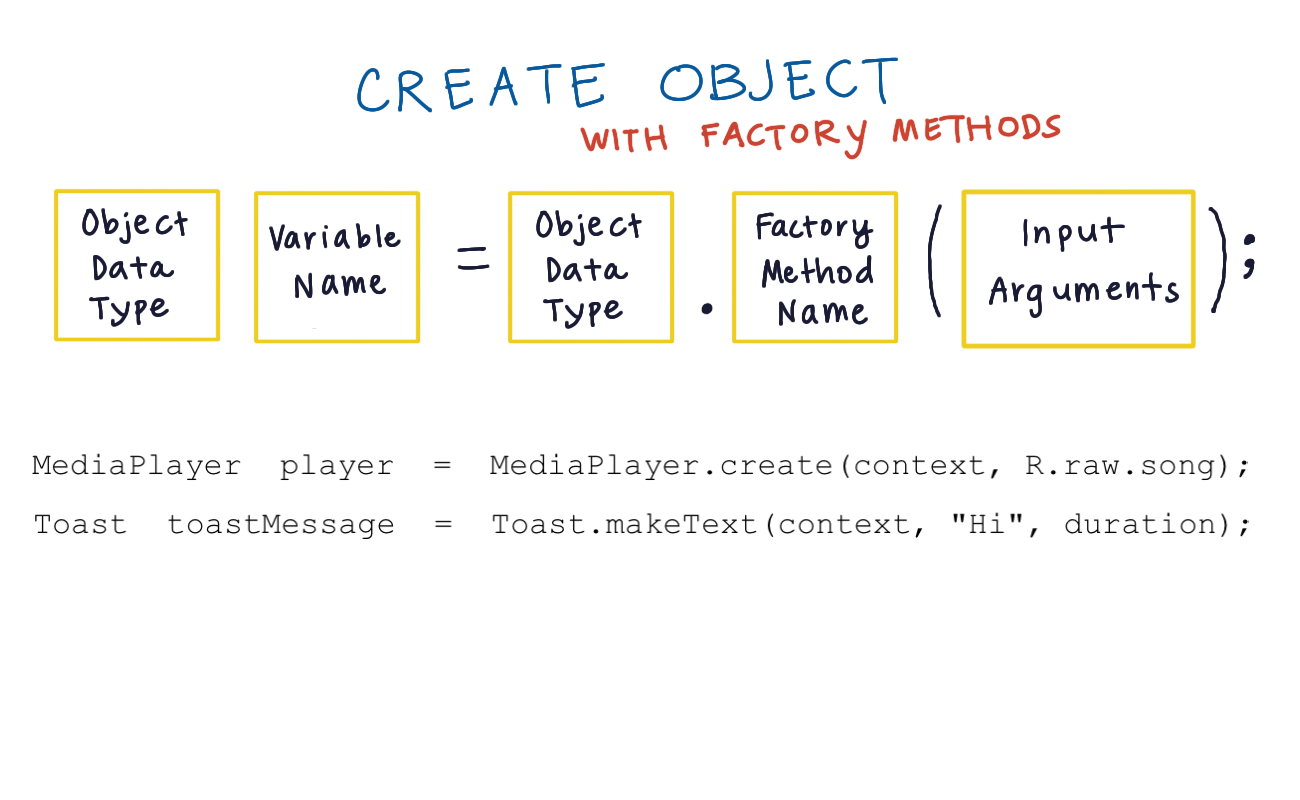 CREATE OBJECT
WITH FACTORY METHODS
Object Data Type
Variable Name
=
Object Data Type
.
Factory Method Name
(
Input Arguments
);
MediaPlayer player = MediaPlayer.create(context, R.raw.song);
Toast toastMessage = Toast.makeText(context, "Hi", duration);